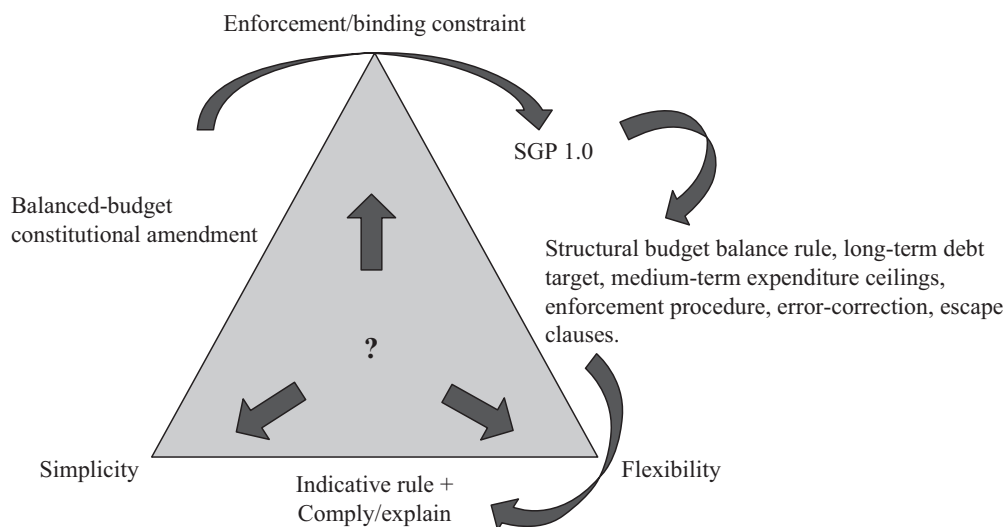 Enforcement/binding constraint
SGP 1.0
Balanced-budget
constitutional amendment
Structural budget balance rule, long-term debt
target, medium-term expenditure ceilings,
enforcement procedure, error-correction, escape
clauses.
?
Simplicity
Flexibility
Indicative rule +
Comply/explain